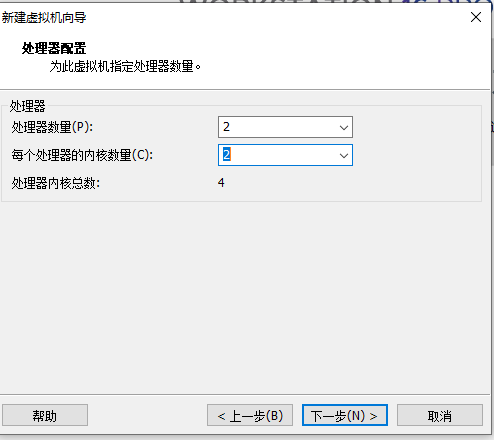 新建虚拟机向导
处理器配置
为此虚拟机指定处理器数量。
处理器
处理器数量(P):
2
每个处理器的内核数量(C):
2
处理器内核总数:
4
帮助
< 上一步(B)
下一步(N) >
取消